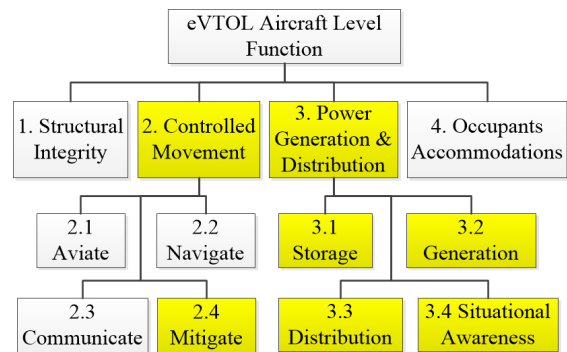 eVTOL Aircraft Level
Function
1. Structural
Integrity
2. Controlled
Movement
3. Power
Generation &
Distribution
4. Occupants
Accommodations
2.1
Aviate
2.2
Navigate
3.1
Storage
3.2
Generation
2.3
Communicate
2.4
Mitigate
3.3
Distribution
3.4 Situational
Awareness